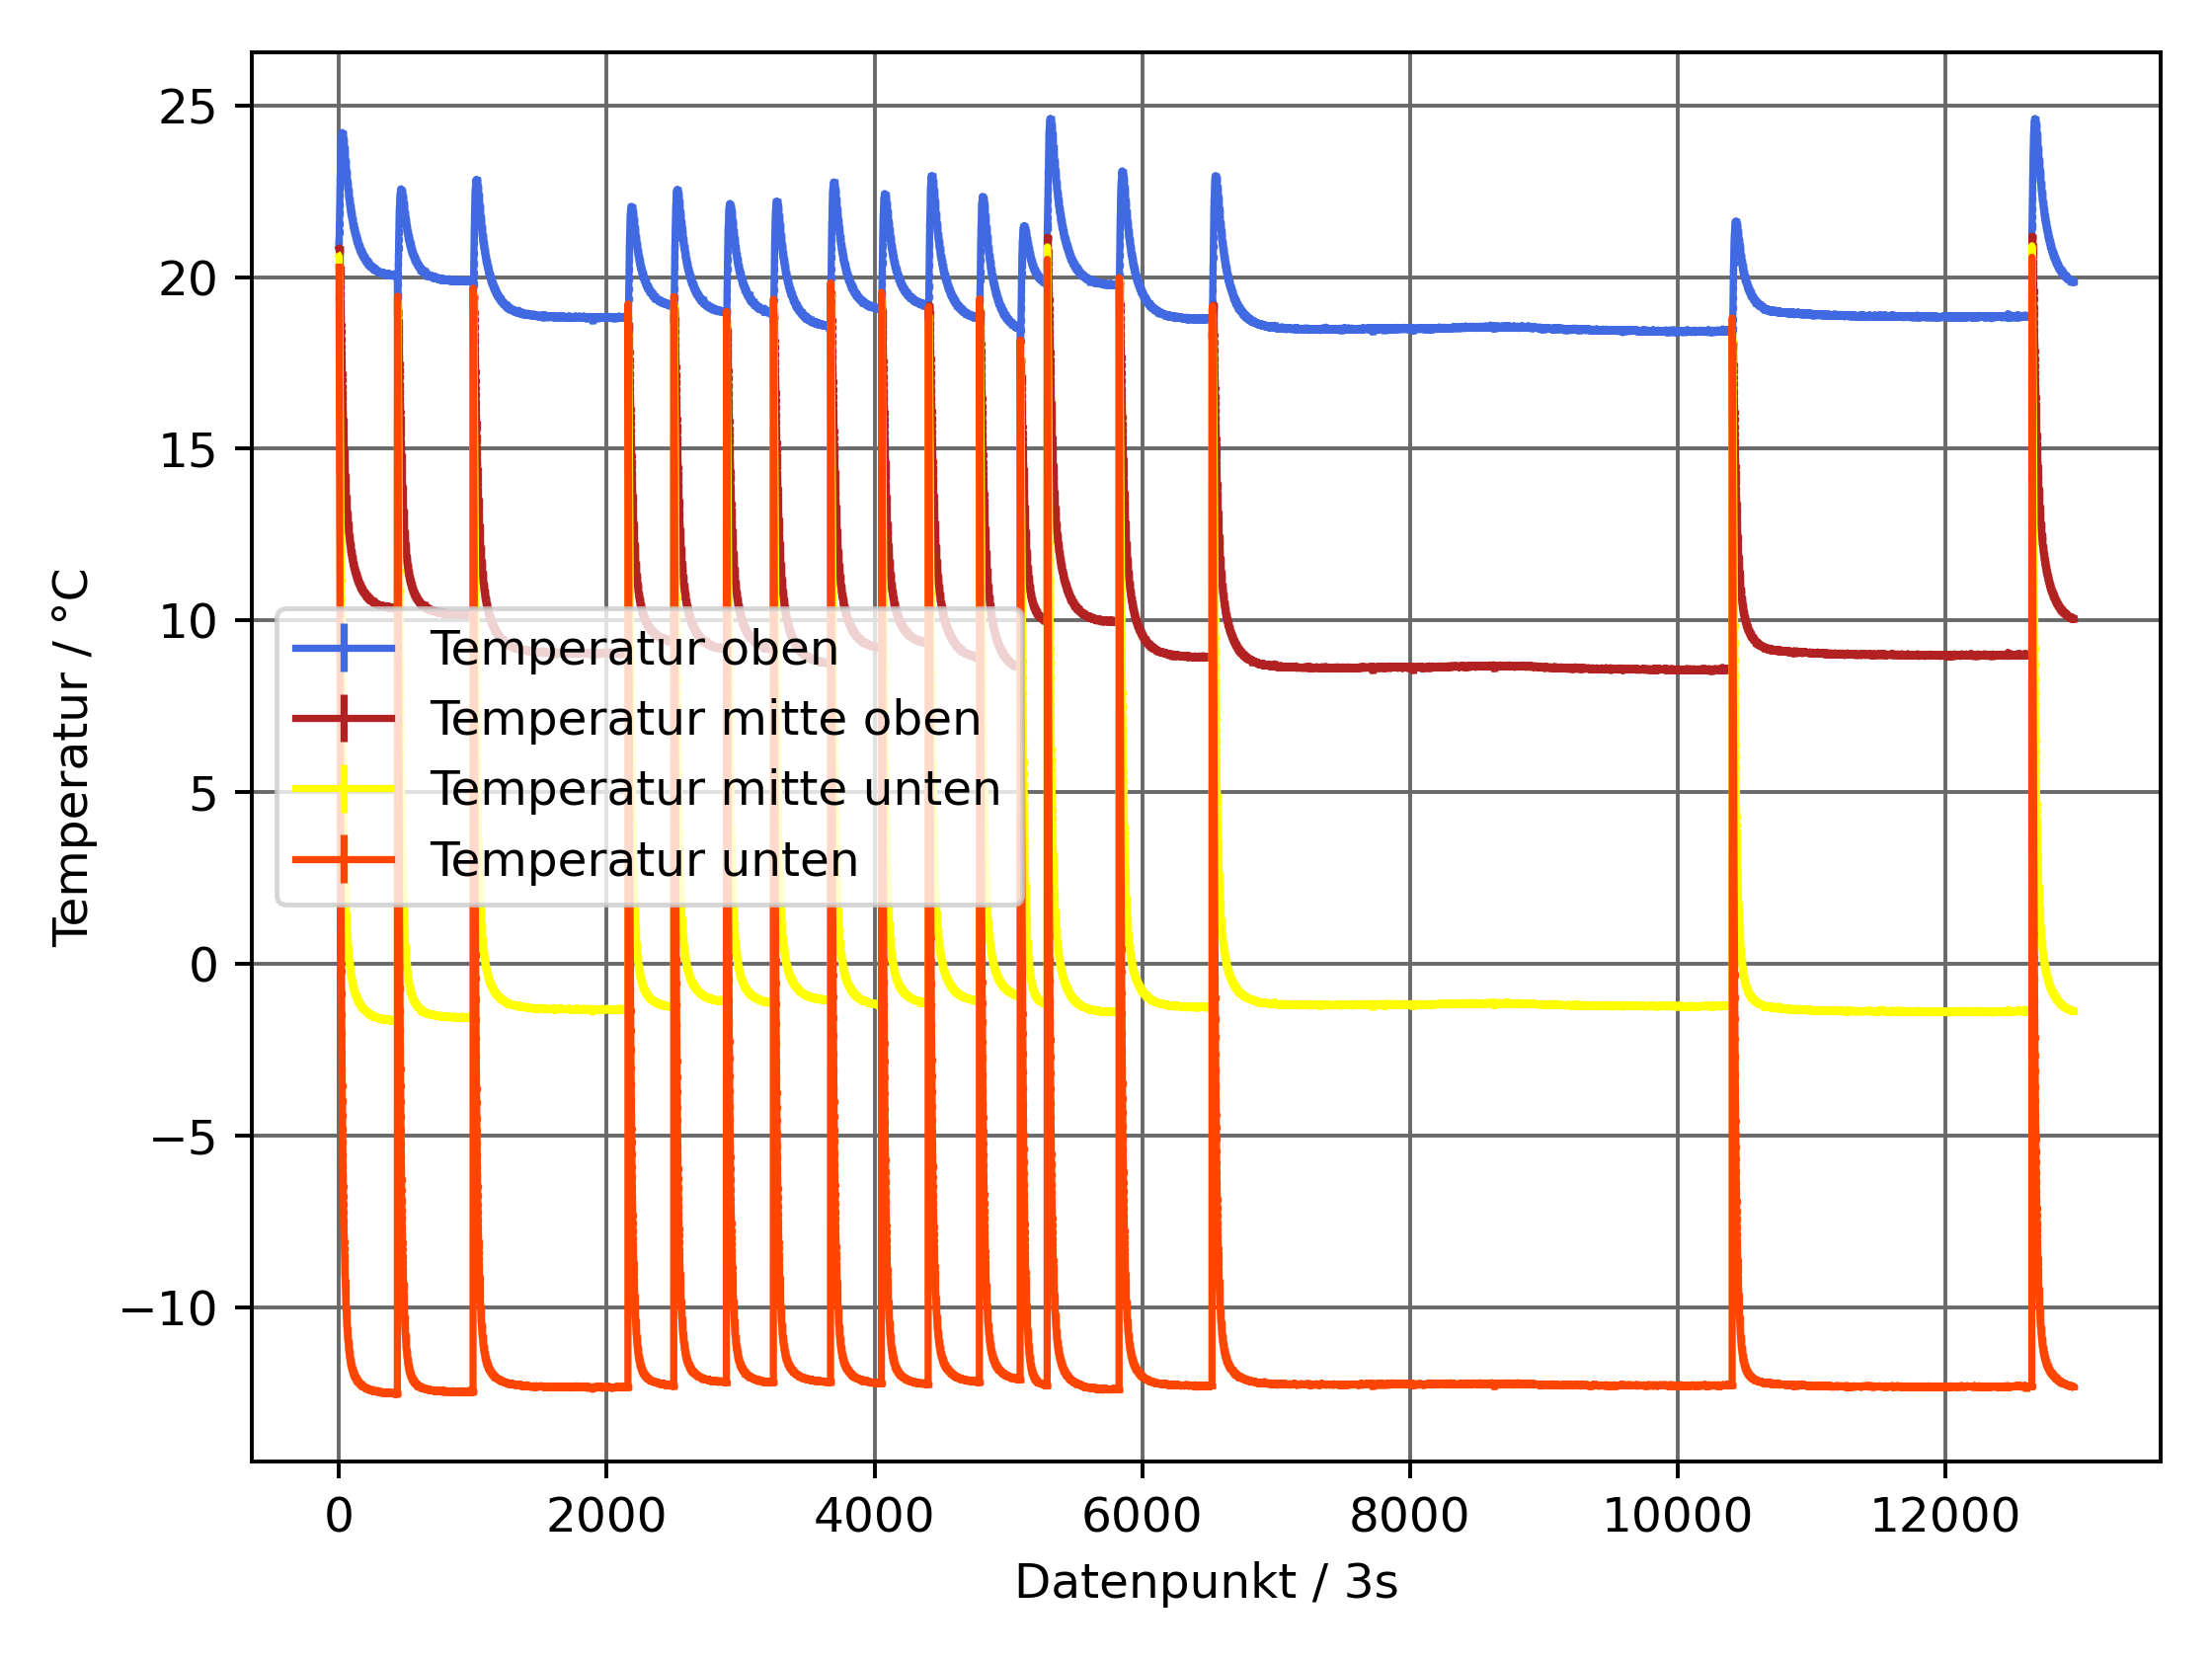 25
20
15
10
5
0
−5
−10
Temperatur / °C
Temperatur oben
Temperatur mitte oben
Temperatur mitte unten
Temperatur unten
0 2000 4000 6000 8000 10000 12000
Datenpunkt / 3s